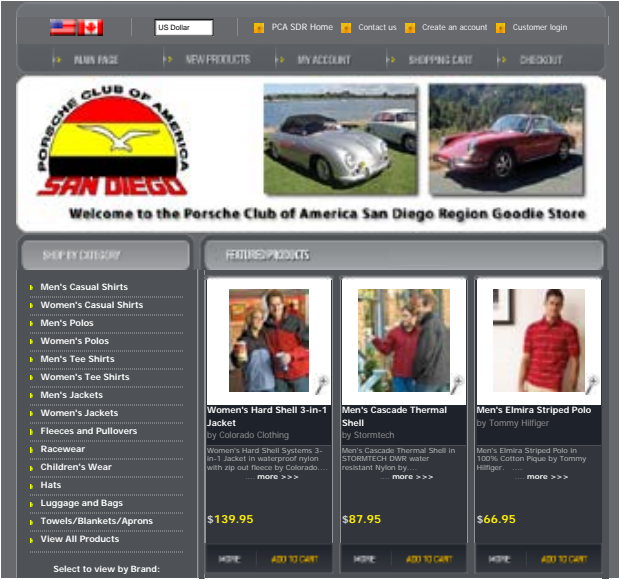 US Dollar
PCA SDR Home
Contact us
Create an account
Customer login
MAIN PAGE
NEW PRODUCTS
MY ACCOUNT
SHOPPING CART
CHECKOUT
PORSCHE CLUB OF AMERICA
SAN DIEGO
Welcome to the Porsche Club of America San Diego Region Goodie Store
SHOP BY CATEGORY
Men's Casual Shirts
Women's Casual Shirts
Men's Polos
Women's Polos
Men's Tee Shirts
Women's Tee Shirts
Men's Jackets
Women's Jackets
Fleeces and Pullovers
Racewear
Children's Wear
Hats
Luggage and Bags
Towels/Blankets/Aprons
View All Products
Select to view by Brand:
FEATURED PRODUCTS
Women's Hard Shell 3-in-1
Jacket
by Colorado Clothing
Women's Hard Shell Systems 3-
in-1 Jacket in waterproof nylon
with zip out fleece by Colorado....
.... more >>>
$139.95
MORE
ADD TO CART
Men's Cascade Thermal
Shell
by Stormtech
Men's Cascade Thermal Shell in
STORMTECH DWR water
resistant Nylon by....
.... more >>>
$87.95
MORE
ADD TO CART
Men's Elmira Striped Polo
by Tommy Hilfiger
Men's Elmira Striped Polo in
100% Cotton Pique by Tommy
Hilfiger. ....
.... more >>>
$66.95
MORE
ADD TO CART